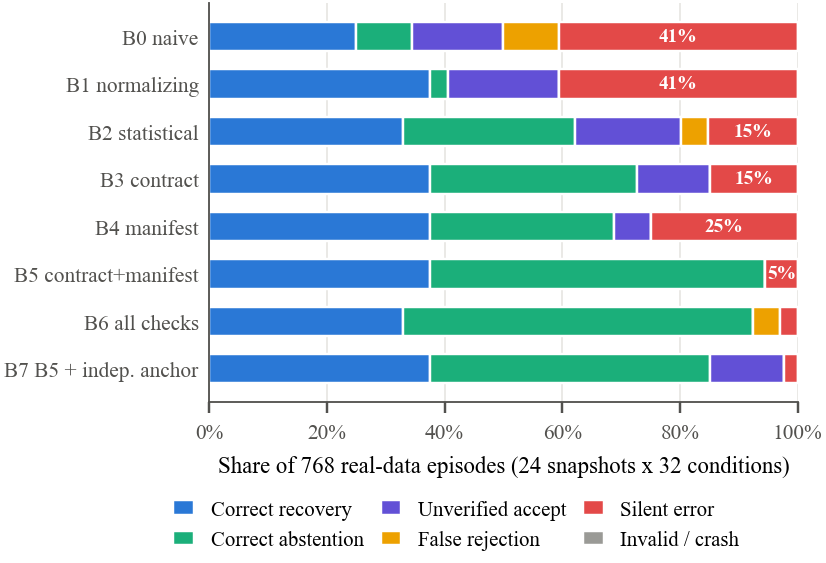 B0 naive 41%
B1 normalizing 41%
B2 statistical 15%
B3 contract 15%
B4 manifest 25%
B5 contract+manifest 5%
B6 all checks
B7 B5 + indep. anchor
0% 20% 40% 60% 80% 100%
Share of 768 real-data episodes (24 snapshots x 32 conditions)
Correct recovery Unverified accept Silent error
Correct abstention False rejection Invalid / crash